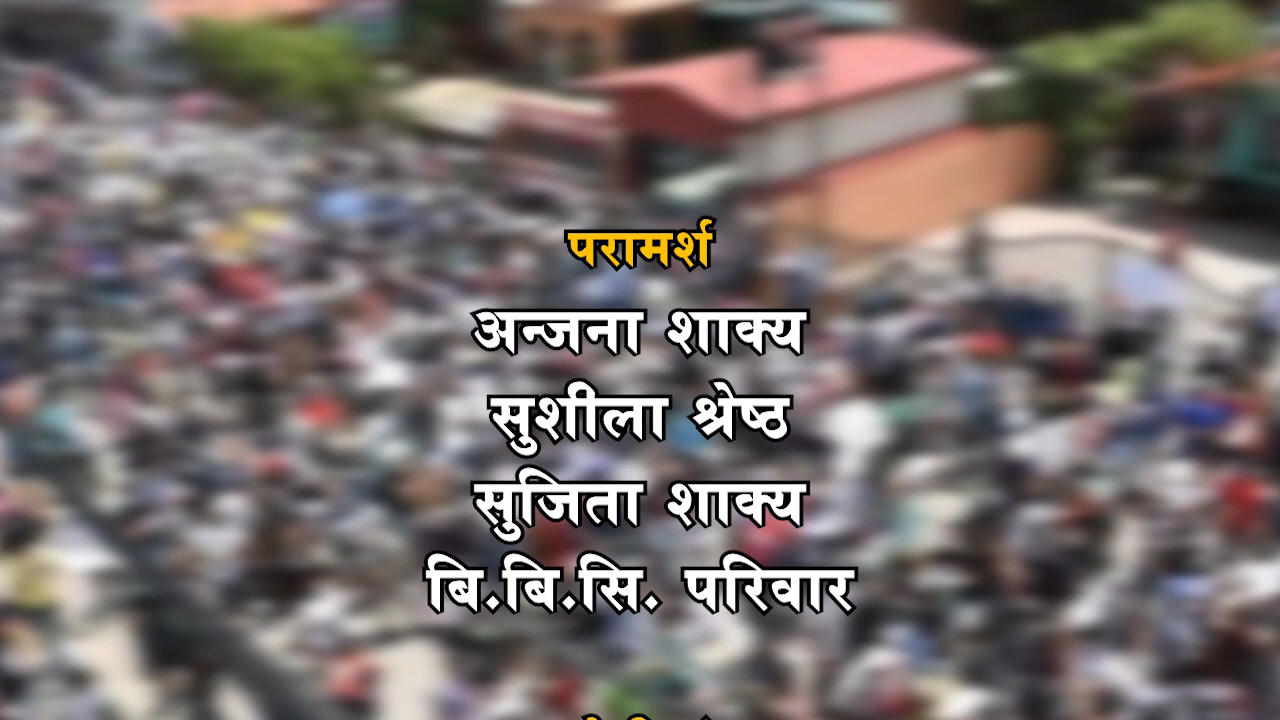 परामर्श
अन्जना शाक्य
सुशीला श्रेष्ठ
सुजिता शाक्य
बि.बि.सि. परिवार